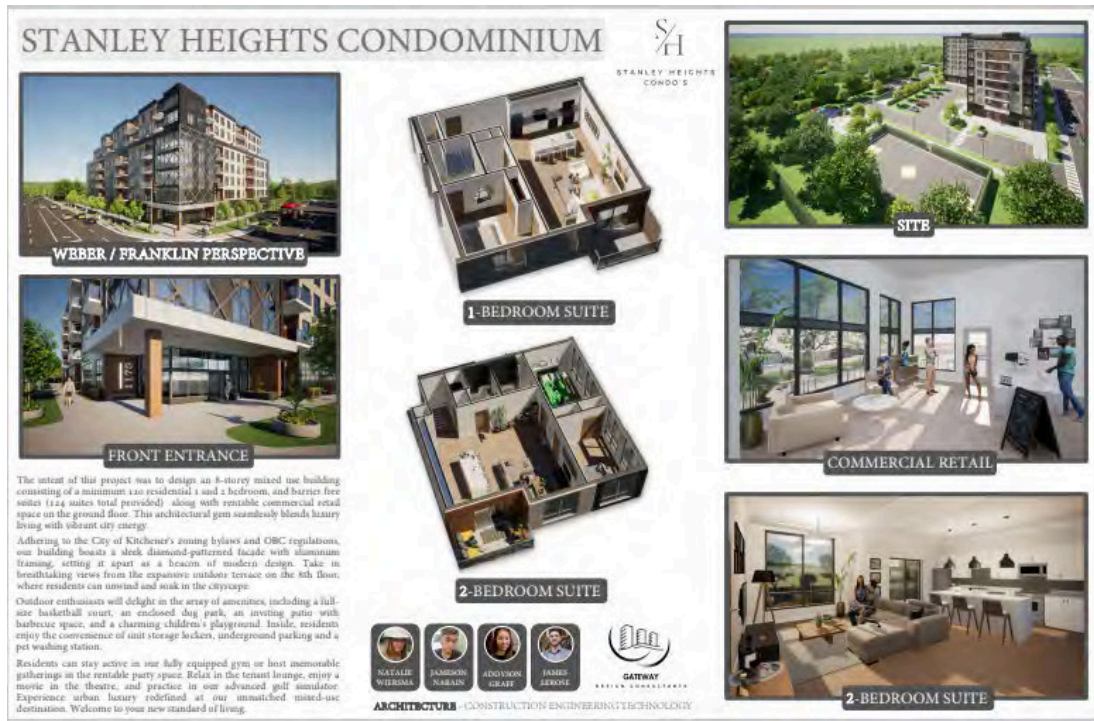 STANLEY HEIGHTS CONDOMINIUM
S/H
STANLEY HEIGHTS
CONDO'S
WEBER / FRANKLIN PERSPECTIVE
1175
FRONT ENTRANCE
The intent of this project was to design an 8-storey mixed use building
consisting of a minimum 120 residential 1 and 2 bedroom, and barrier free
suites (124 suites total provided) along with rentable commercial retail
space on the ground floor. This architectural gem seamlessly blends luxury
living with vibrant city energy.
Adhering to the City of Kitchener's zoning bylaws and OBC regulations,
our building boasts a sleek diamond-patterned facade with aluminum
framing, setting it apart as a beacon of modern design. Take in
breathtaking views from the expansive outdoor terrace on the 8th floor,
where residents can unwind and soak in the cityscape.
Outdoor enthusiasts will delight in the array of amenities, including a full-
size basketball court, an enclosed dog park, an inviting patio with
barbecue space, and a charming children's playground. Inside, residents
enjoy the convenience of unit storage lockers, underground parking and a
pet washing station.
Residents can stay active in our fully equipped gym or host memorable
gatherings in the rentable party space. Relax in the tenant lounge, enjoy a
movie in the theatre, and practice in our advanced golf simulator.
Experience urban luxury redefined at our unmatched mixed-use
destination. Welcome to your new standard of living.
1-BEDROOM SUITE
2-BEDROOM SUITE
NATALIE
WIERSMA
JAMIESON
NARAIN
ADDYSON
GRAFF
JAMES
LEROSE
GATEWAY
DESIGN CONSULTANTS
ARCHITECTURE - CONSTRUCTION ENGINEERING TECHNOLOGY
SITE
COMMERCIAL RETAIL
2-BEDROOM SUITE